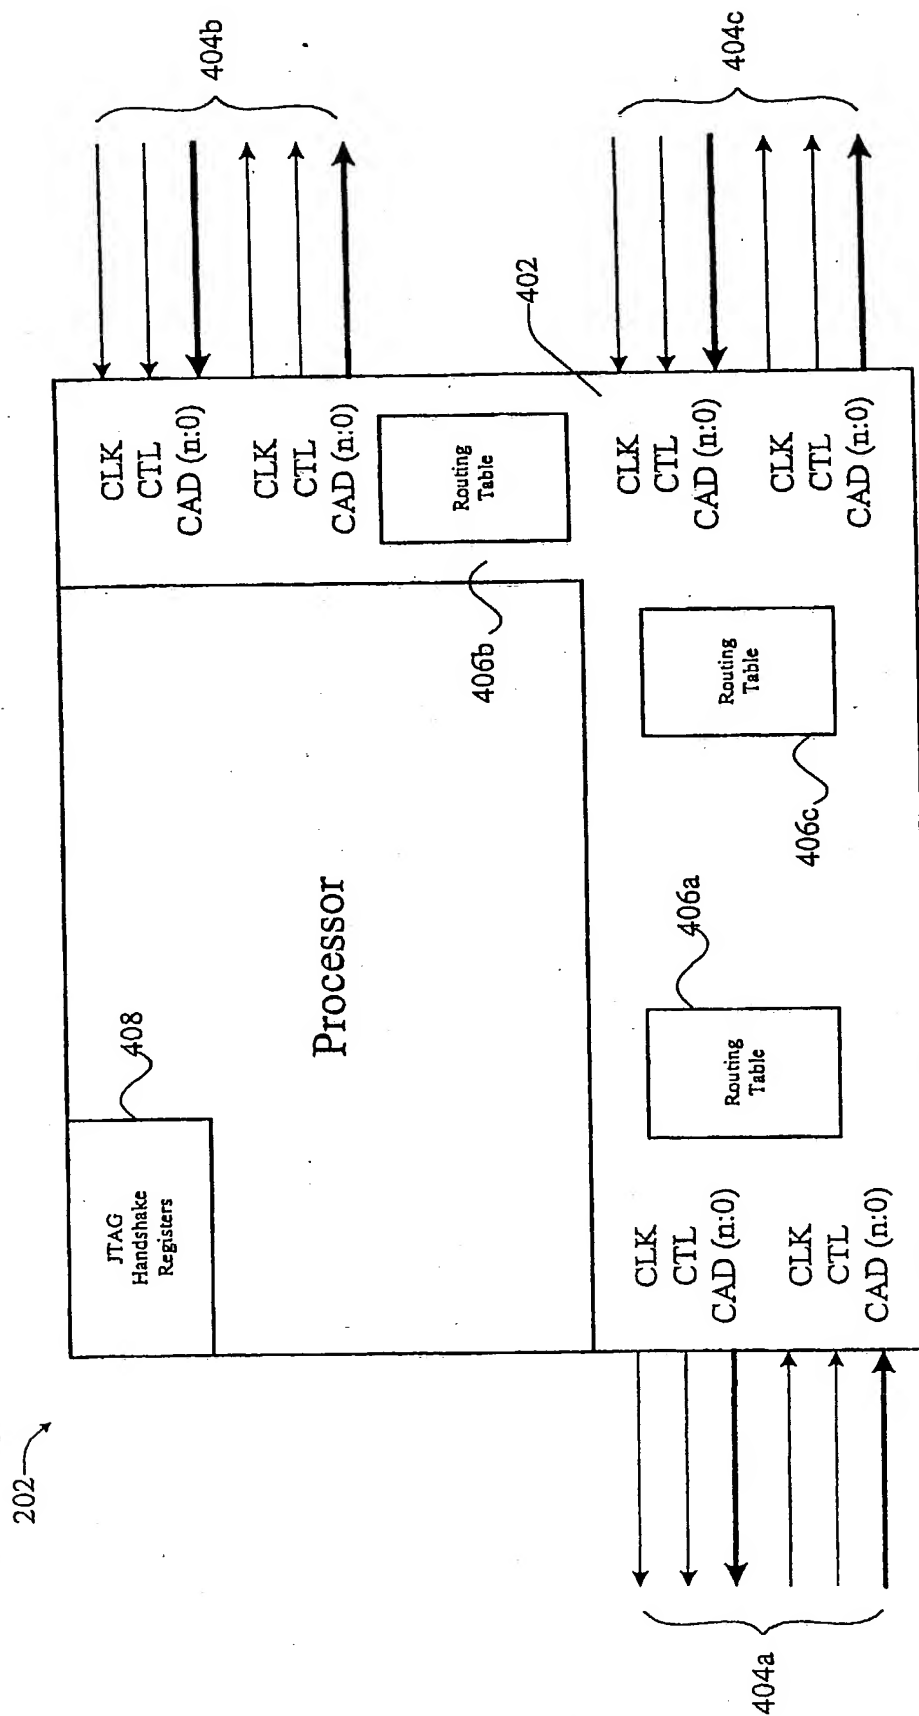 202
JTAG
Handshake
Registers
408
Processor
CLK
CTL
CAD (n:0)
CLK
CTL
CAD (n:0)
404b
Routing
Table
406b
402
CLK
CTL
CAD (n:0)
CLK
CTL
CAD (n:0)
404a
Routing
Table
406a
Routing
Table
406c
CLK
CTL
CAD (n:0)
CLK
CTL
CAD (n:0)
404c